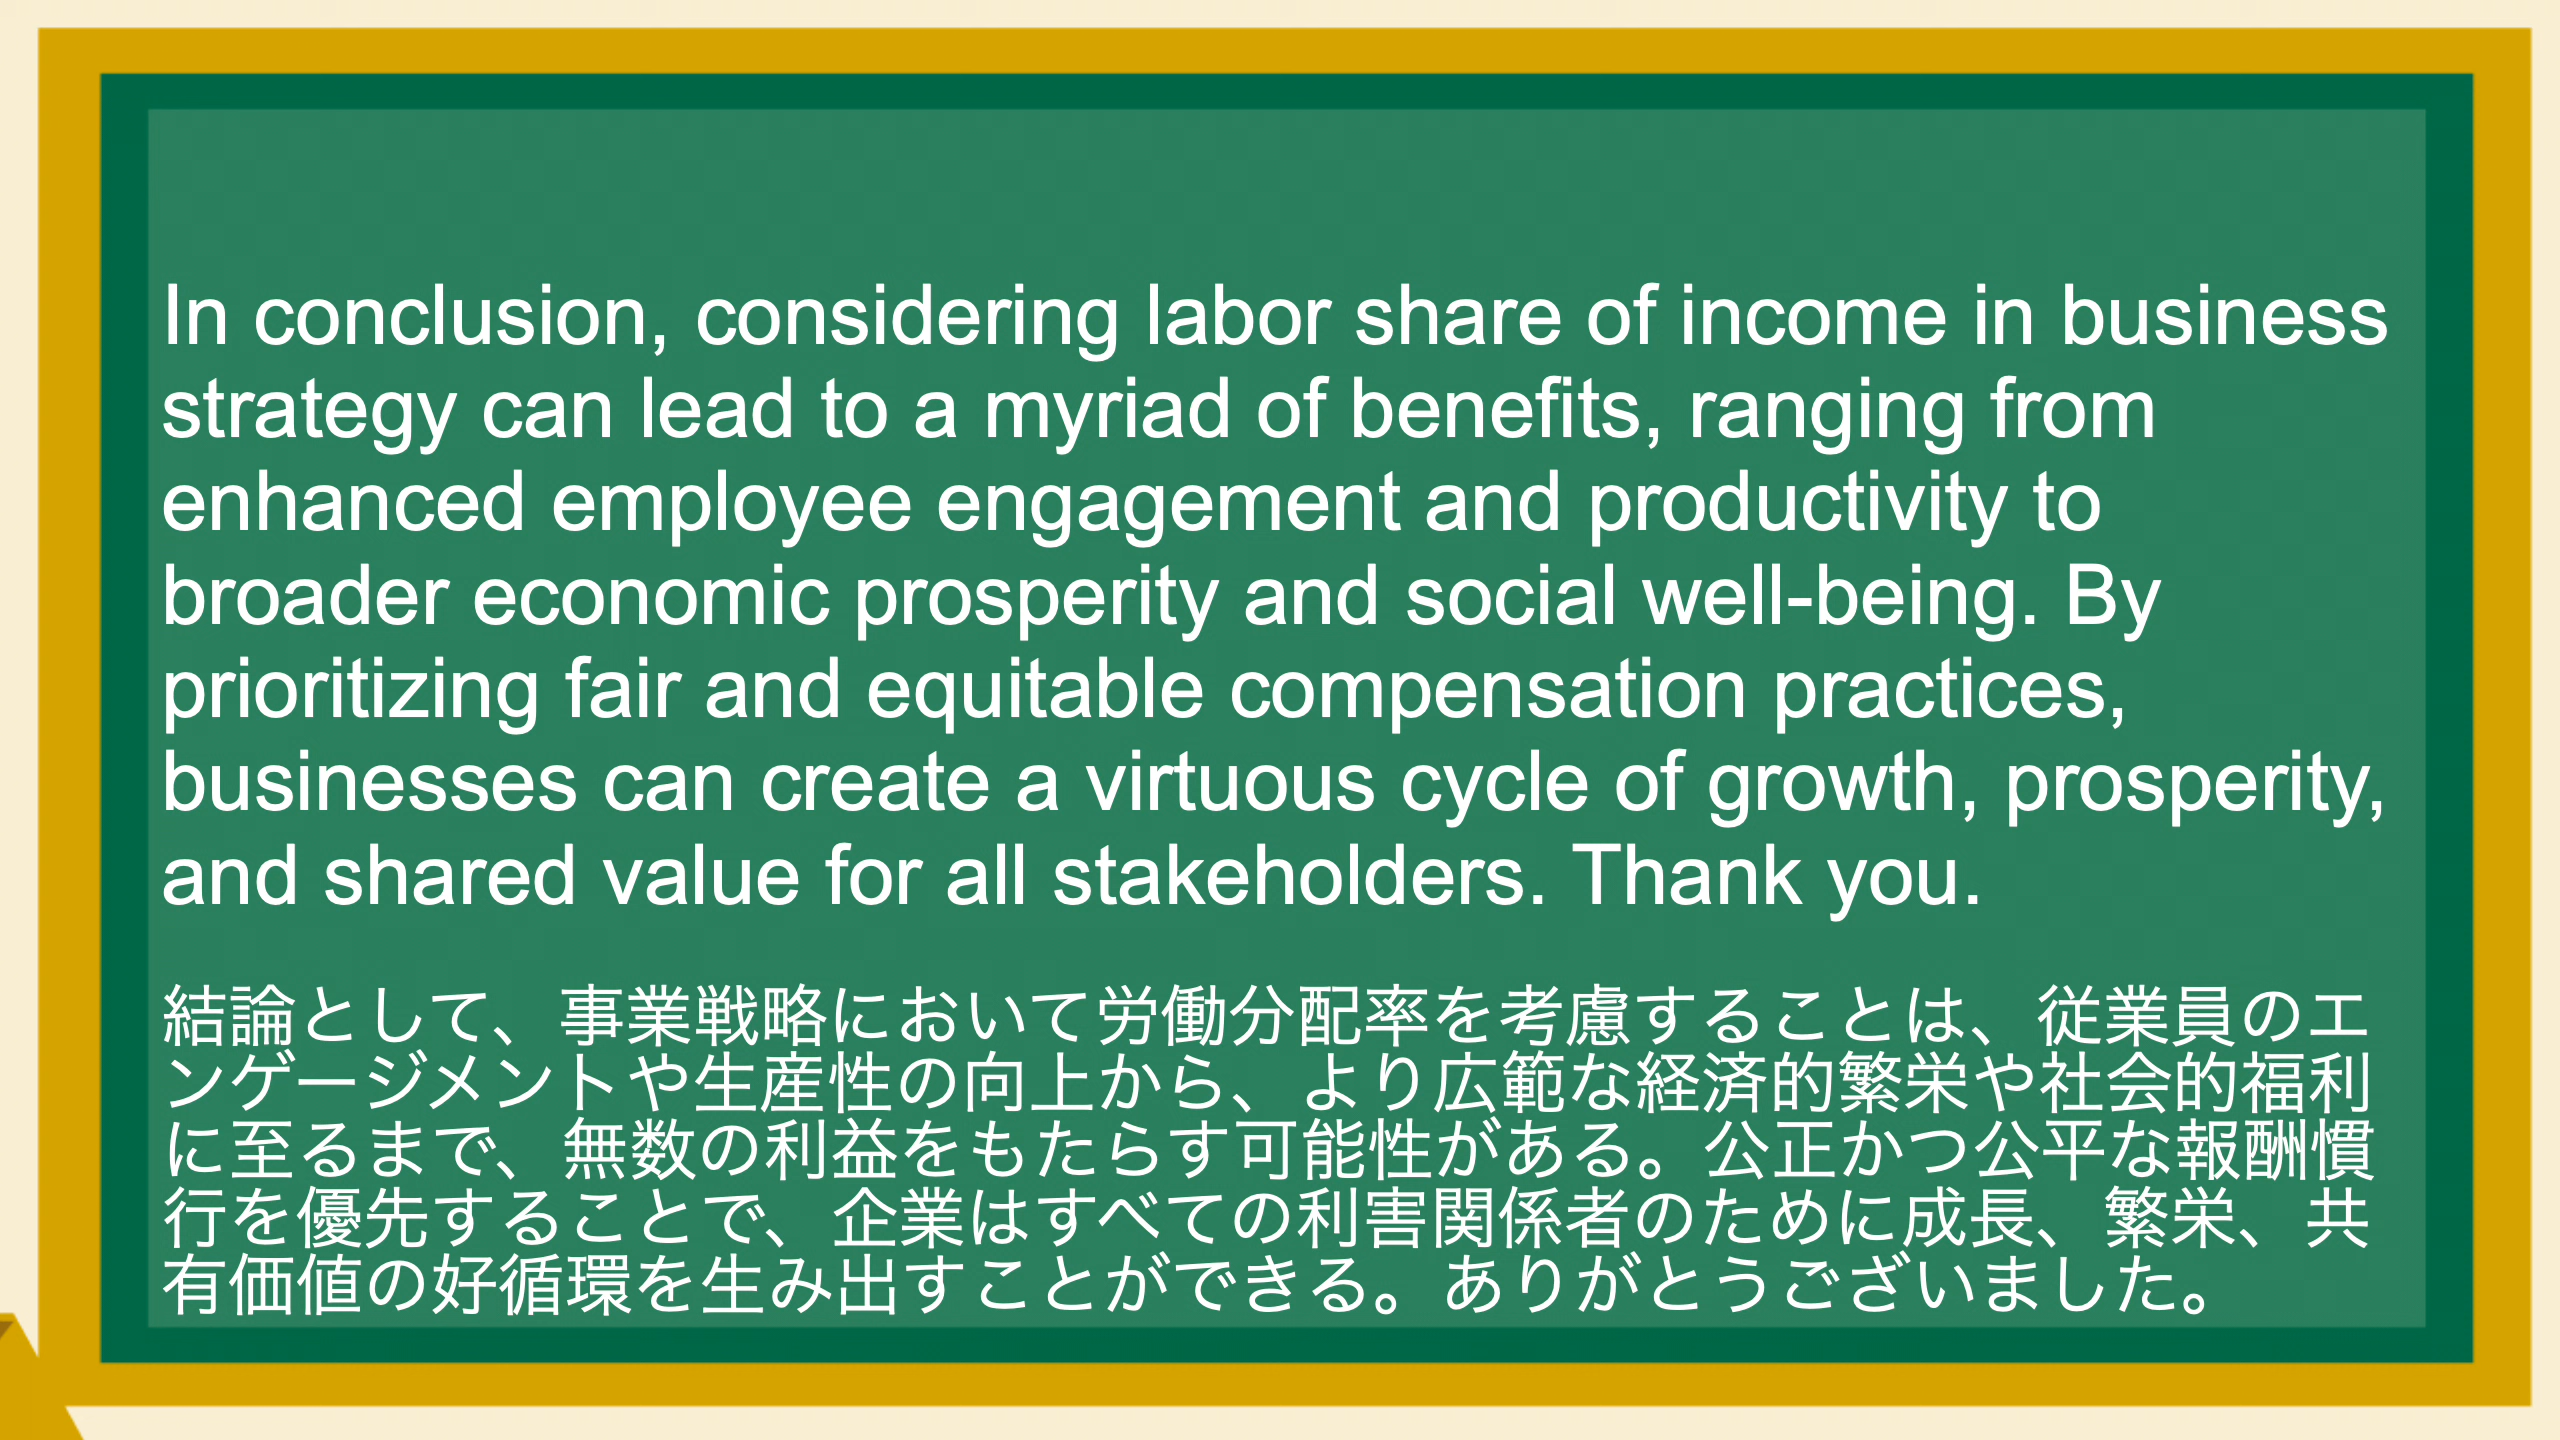 In conclusion, considering labor share of income in business
strategy can lead to a myriad of benefits, ranging from
enhanced employee engagement and productivity to
broader economic prosperity and social well-being. By
prioritizing fair and equitable compensation practices,
businesses can create a virtuous cycle of growth, prosperity,
and shared value for all stakeholders. Thank you.
結論として、事業戦略において労働分配率を考慮することは、従業員のエ
ンゲージメントや生産性の向上から、より広範な経済的繁栄や社会的福利
に至るまで、無数の利益をもたらす可能性がある。公正かつ公平な報酬慣
行を優先することで、企業はすべての利害関係者のために成長、繁栄、共
有価値の好循環を生み出すことができる。ありがとうございました。